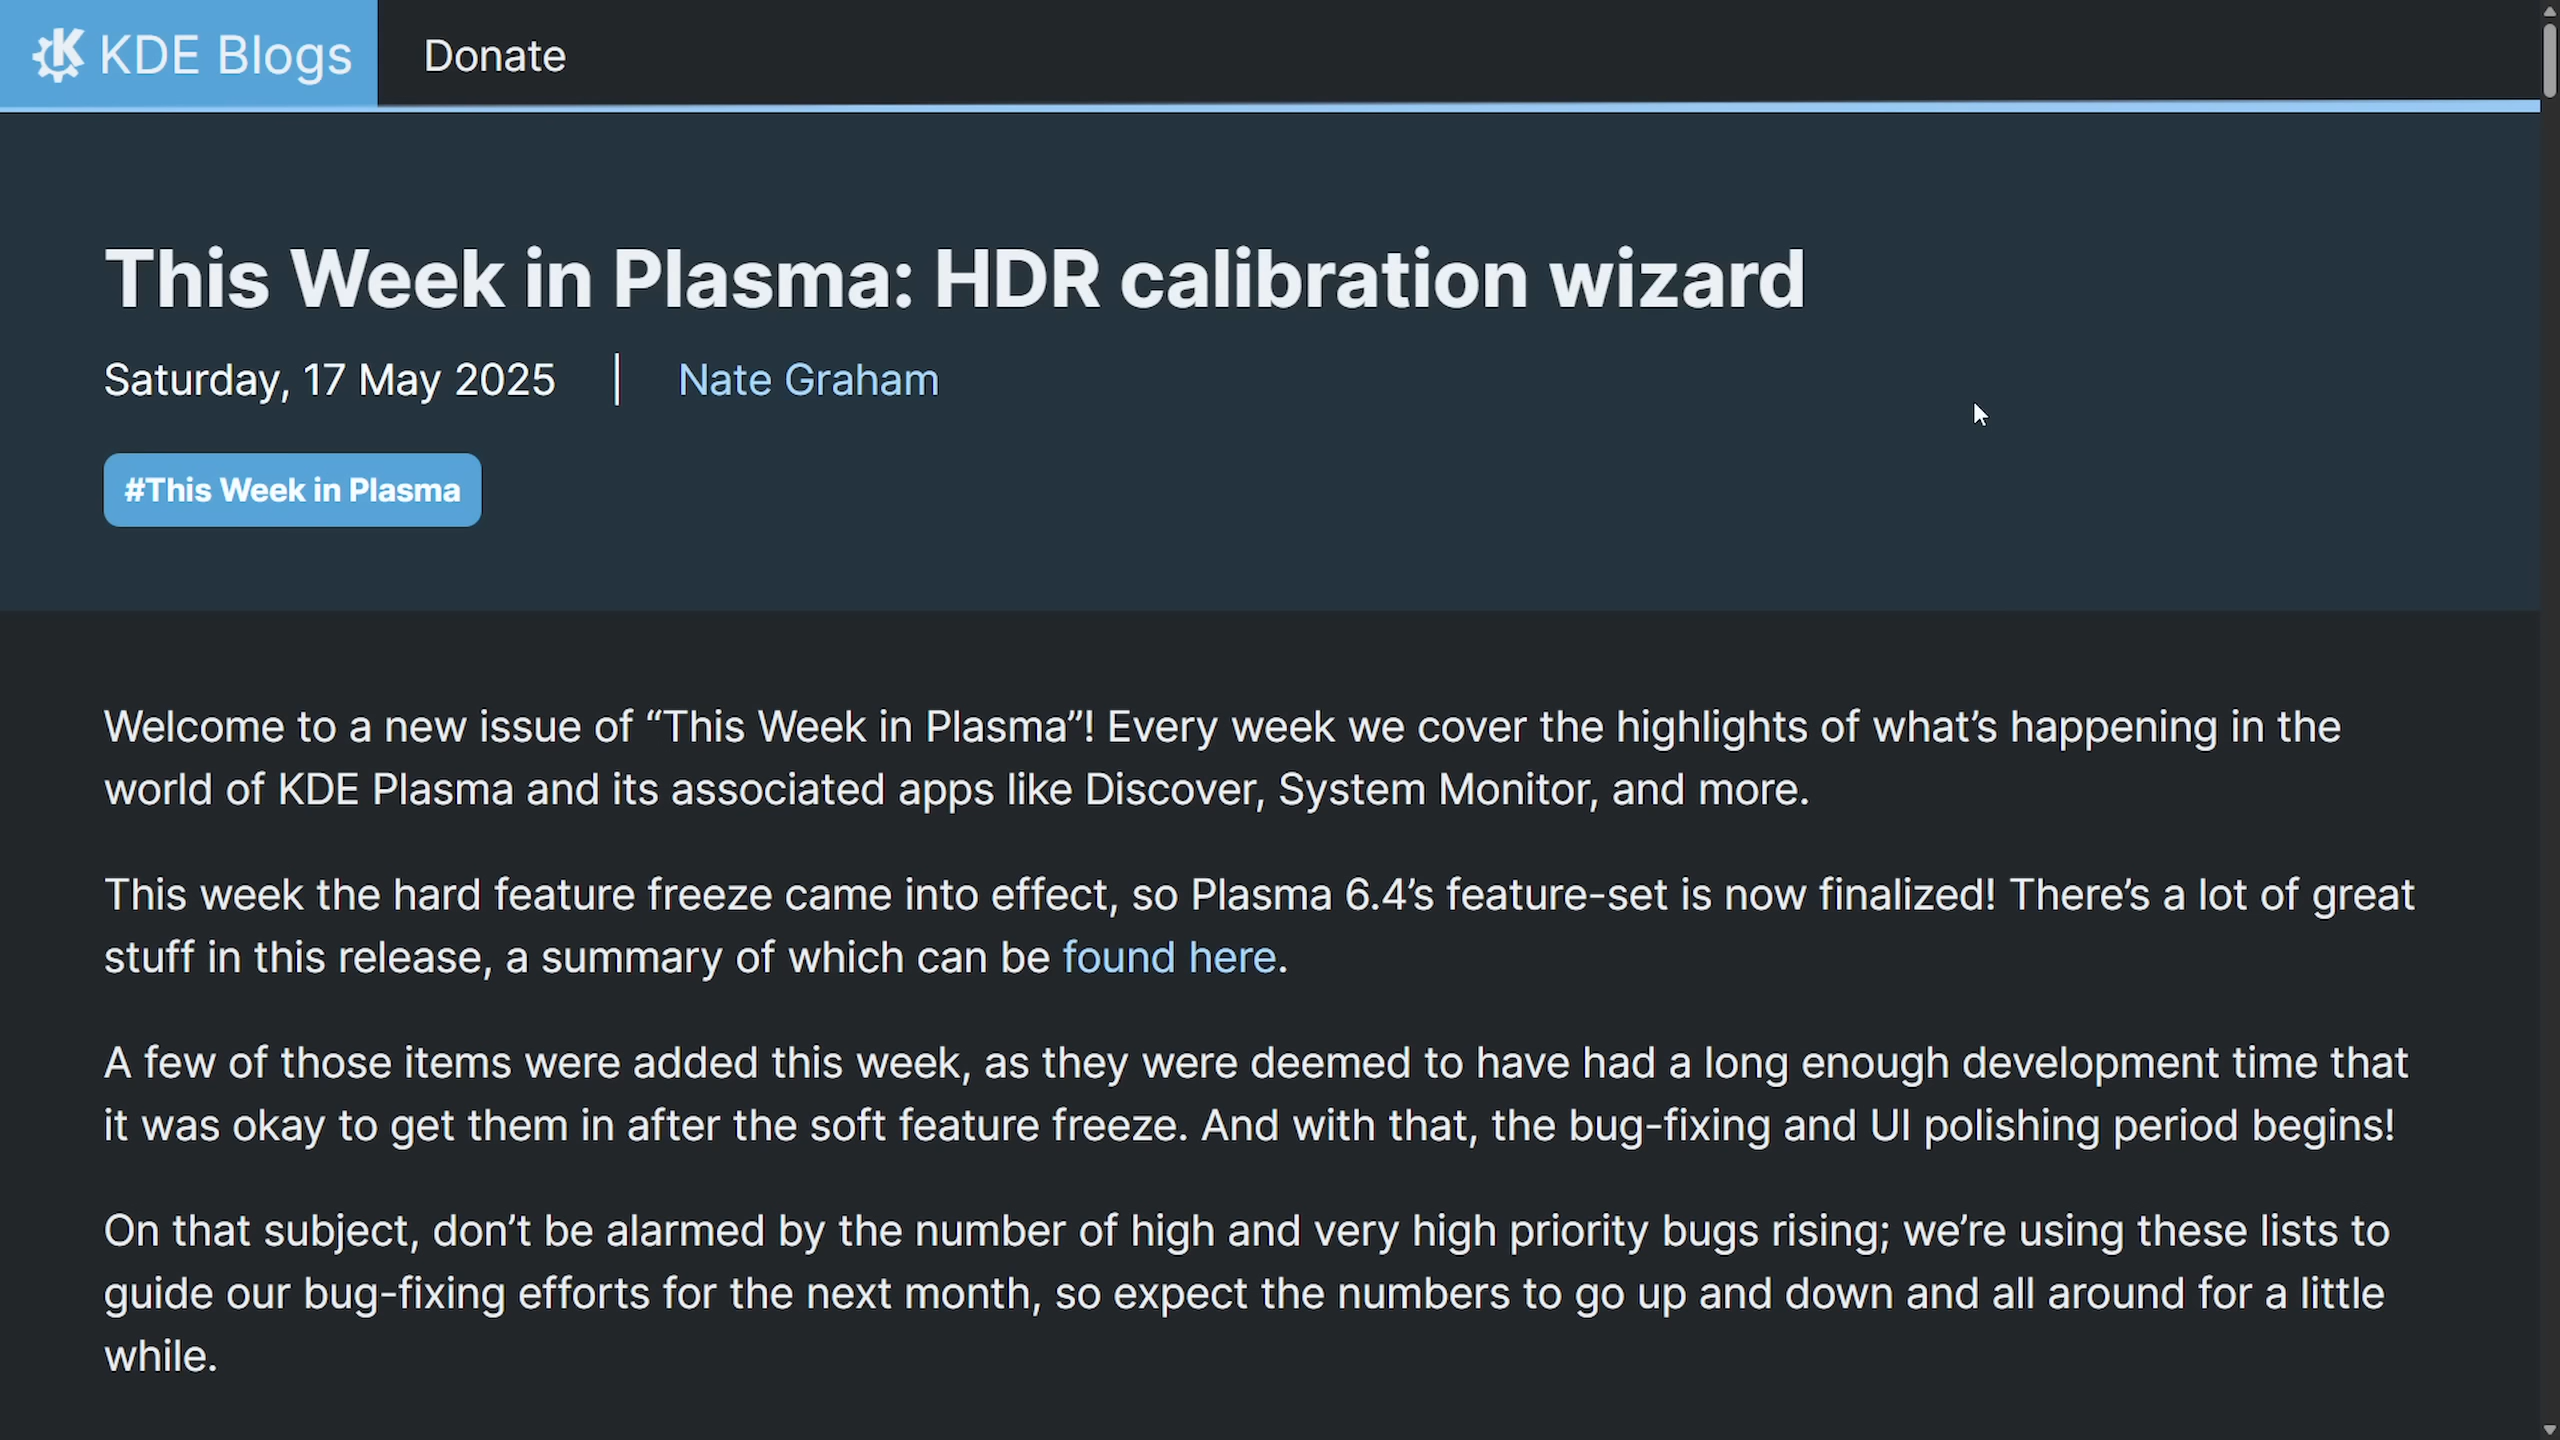 KDE Blogs
Donate
This Week in Plasma: HDR calibration wizard
Saturday, 17 May 2025 | Nate Graham
#This Week in Plasma
Welcome to a new issue of “This Week in Plasma”! Every week we cover the highlights of what’s happening in the
world of KDE Plasma and its associated apps like Discover, System Monitor, and more.
This week the hard feature freeze came into effect, so Plasma 6.4’s feature-set is now finalized! There’s a lot of great
stuff in this release, a summary of which can be found here.
A few of those items were added this week, as they were deemed to have had a long enough development time that
it was okay to get them in after the soft feature freeze. And with that, the bug-fixing and UI polishing period begins!
On that subject, don’t be alarmed by the number of high and very high priority bugs rising; we’re using these lists to
guide our bug-fixing efforts for the next month, so expect the numbers to go up and down and all around for a little
while.